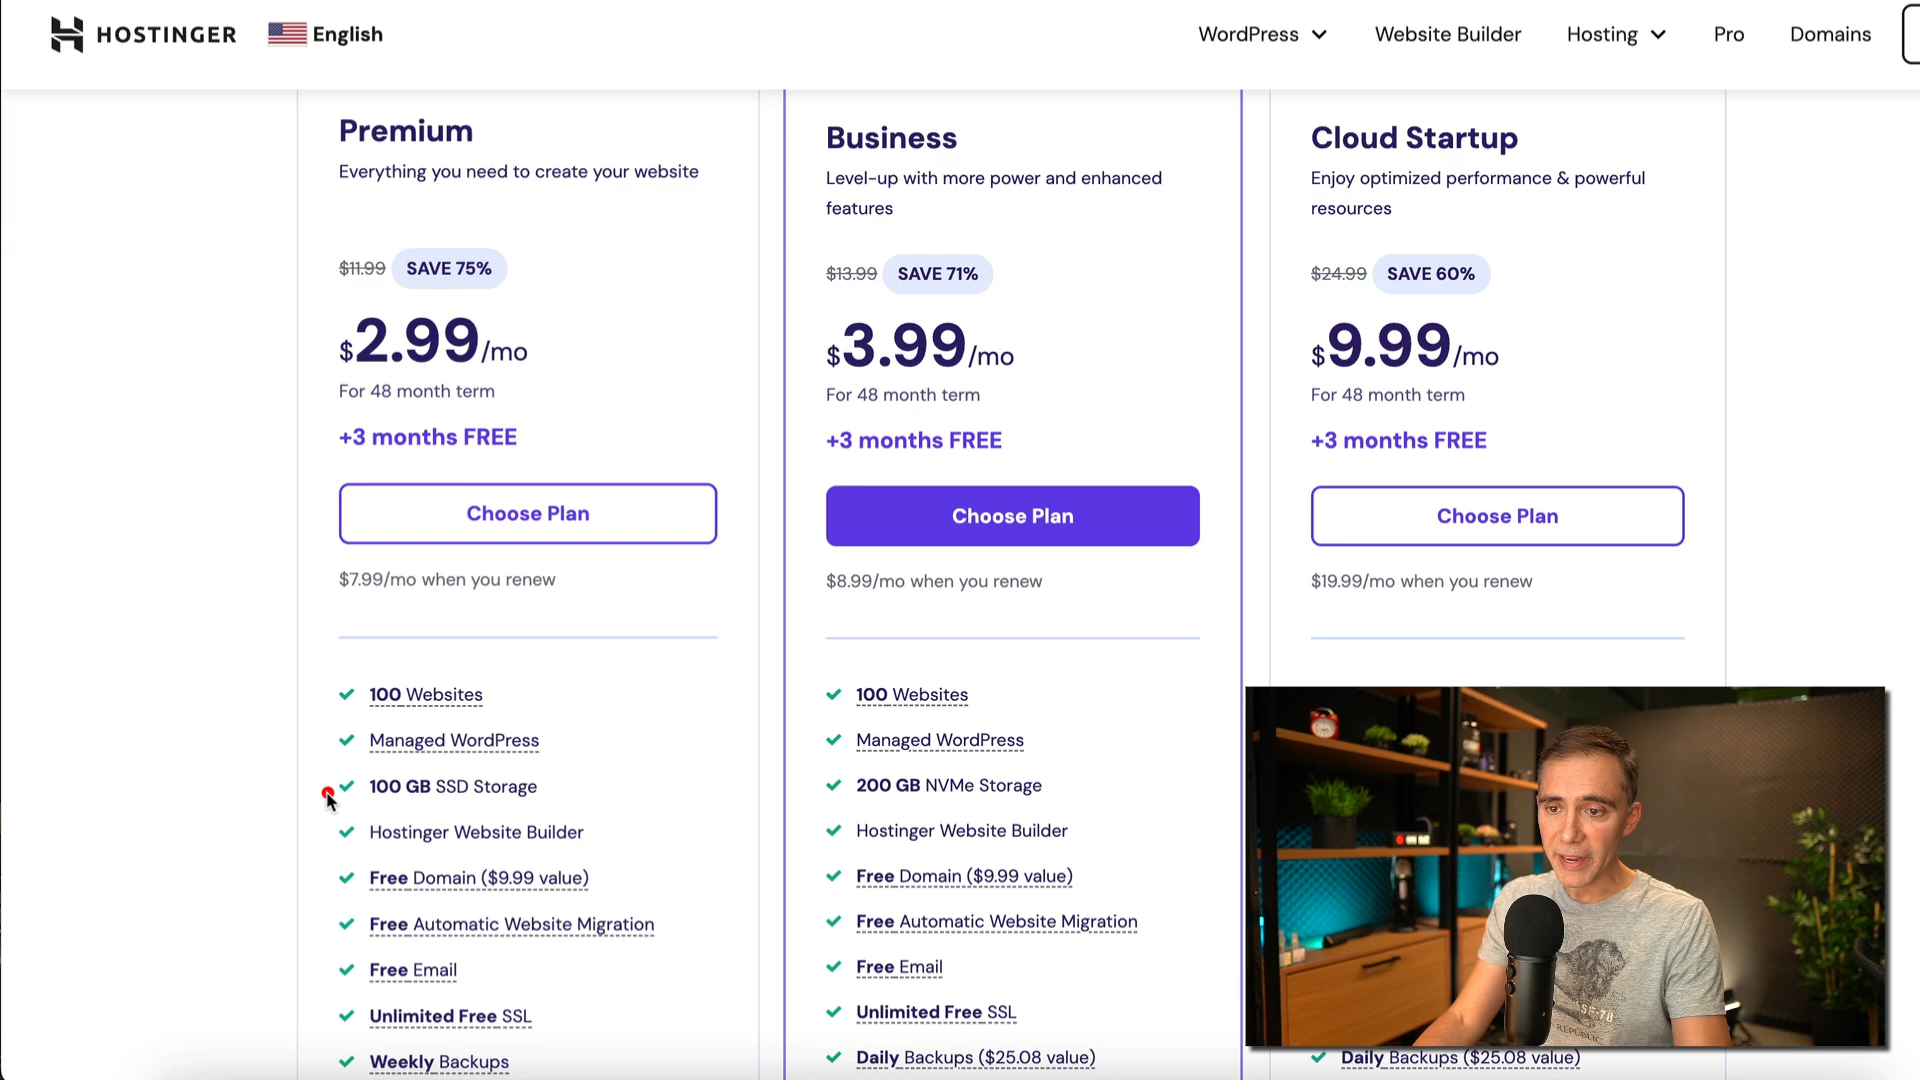 HOSTINGER
English
WordPress
Website Builder
Hosting
Pro
Domains
Premium
Everything you need to create your website
$11.99 SAVE 75%
$2.99/mo
For 48 month term
+3 months FREE
Choose Plan
$7.99/mo when you renew
100 Websites
Managed WordPress
100 GB SSD Storage
Hostinger Website Builder
Free Domain ($9.99 value)
Free Automatic Website Migration
Free Email
Unlimited Free SSL
Weekly Backups
Business
Level-up with more power and enhanced
features
$13.99 SAVE 71%
$3.99/mo
For 48 month term
+3 months FREE
Choose Plan
$8.99/mo when you renew
100 Websites
Managed WordPress
200 GB NVMe Storage
Hostinger Website Builder
Free Domain ($9.99 value)
Free Automatic Website Migration
Free Email
Unlimited Free SSL
Daily Backups ($25.08 value)
Cloud Startup
Enjoy optimized performance & powerful
resources
$24.99 SAVE 60%
$9.99/mo
For 48 month term
+3 months FREE
Choose Plan
$19.99/mo when you renew
Daily Backups ($25.08 value)
REPUBLIC